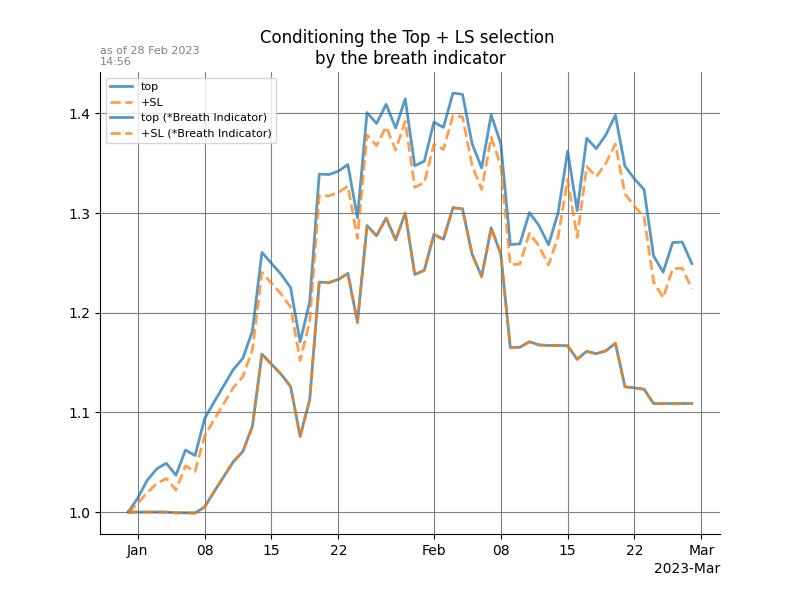 Conditioning the Top + LS selection
by the breath indicator
as of 28 Feb 2023
14:56
top
+SL
top (*Breath Indicator)
+SL (*Breath Indicator)
1.4
1.3
1.2
1.1
1.0
Jan 08 15 22 Feb 08 15 22 Mar
2023-Mar